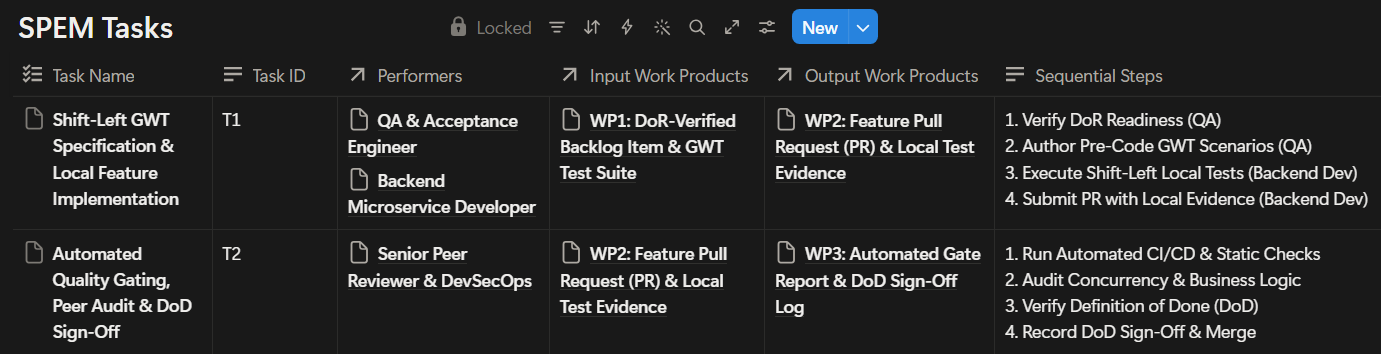 SPEM Tasks
Locked
New
Task Name
Task ID
Performers
Input Work Products
Output Work Products
Sequential Steps
Shift-Left GWT
Specification &
Local Feature
Implementation
T1
QA & Acceptance
Engineer
Backend
Microservice Developer
WP1: DoR-Verified
Backlog Item & GWT
Test Suite
WP2: Feature Pull
Request (PR) & Local Test
Evidence
1. Verify DoR Readiness (QA)
2. Author Pre-Code GWT Scenarios (QA)
3. Execute Shift-Left Local Tests (Backend Dev)
4. Submit PR with Local Evidence (Backend Dev)
Automated
Quality Gating,
Peer Audit & DoD
Sign-Off
T2
Senior Peer
Reviewer & DevSecOps
WP2: Feature Pull
Request (PR) & Local
Test Evidence
WP3: Automated Gate
Report & DoD Sign-Off
Log
1. Run Automated CI/CD & Static Checks
2. Audit Concurrency & Business Logic
3. Verify Definition of Done (DoD)
4. Record DoD Sign-Off & Merge